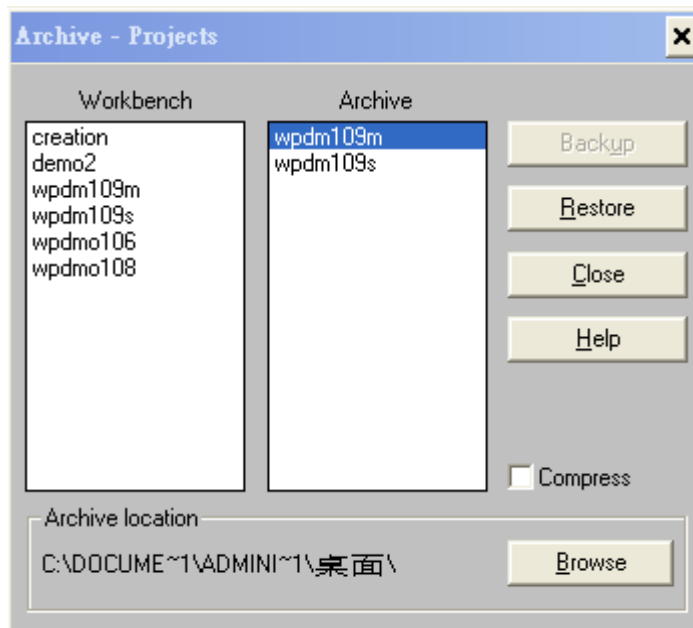 Archive - Projects
Workbench
creation
demo2
wpdm109m
wpdm109s
wpdmo106
wpdmo108
Archive
wpdm109m
wpdm109s
Backup
Restore
Close
Help
Compress
Archive location
C:\DOCUME~1\ADMINI~1\桌面\
Browse